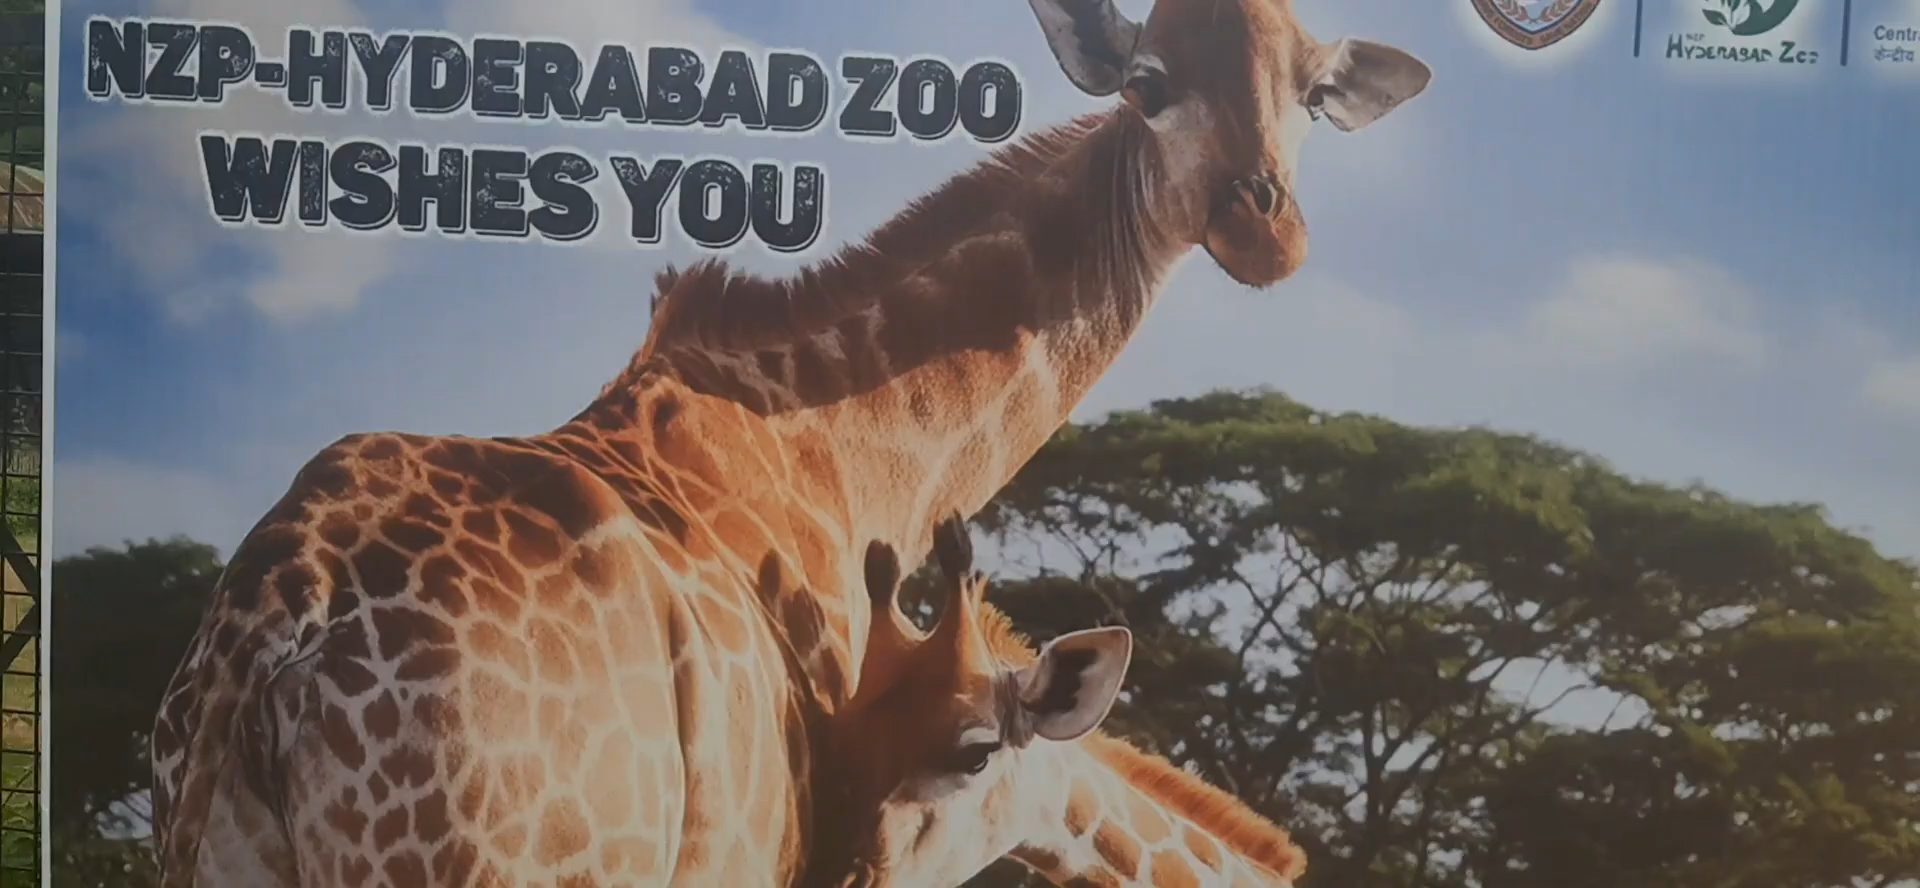 NZP-HYDERABAD ZOO
WISHES YOU
NZP
HYDERABAD ZOO
Centr
केन्द्रीय